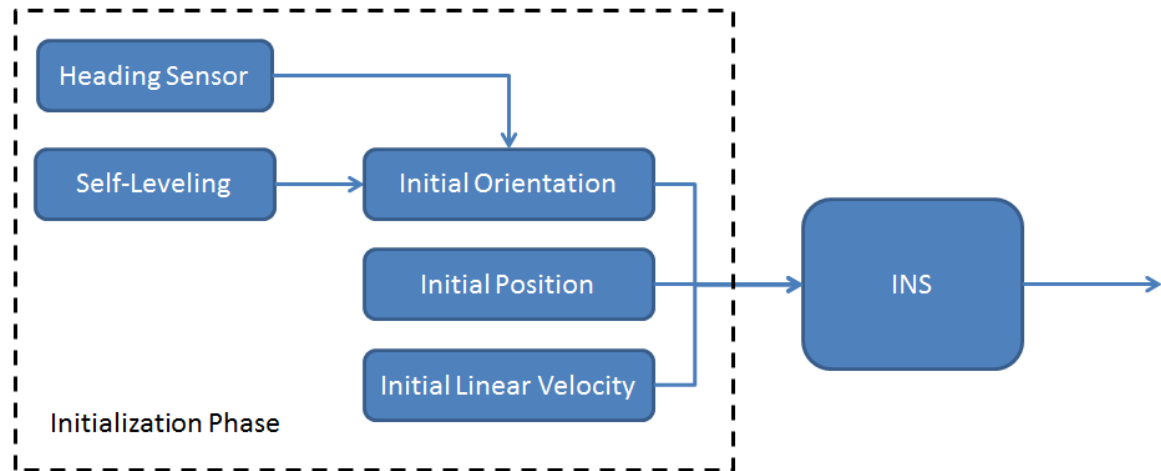 Heading Sensor
Self-Leveling
Initial Orientation
Initial Position
INS
Initial Linear Velocity
Initialization Phase